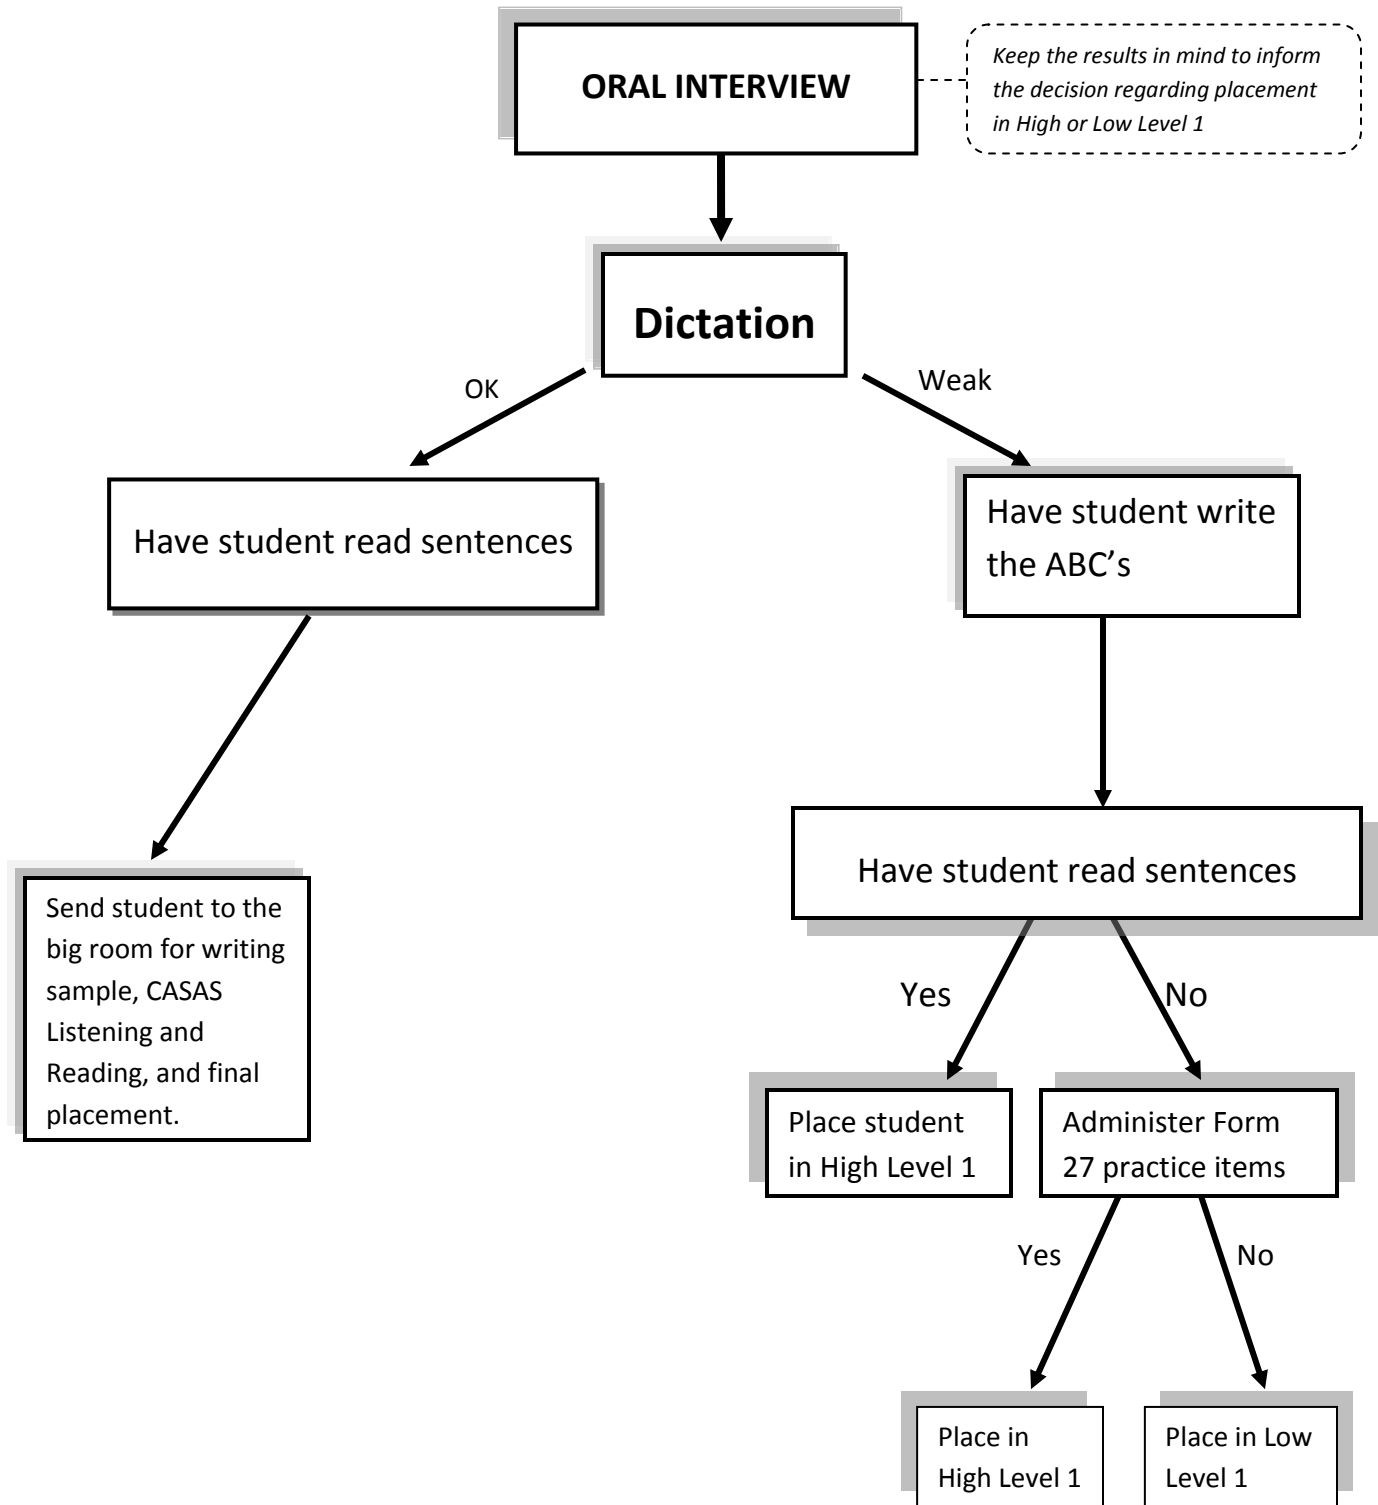 ORAL INTERVIEW
Keep the results in mind to inform
the decision regarding placement
in High or Low Level 1
Dictation
OK
Weak
Have student read sentences
Have student write
the ABC’s
Have student read sentences
Send student to the
big room for writing
sample, CASAS
Listening and
Reading, and final
placement.
Yes
No
Place student
in High Level 1
Administer Form
27 practice items
Yes
No
Place in
High Level 1
Place in Low
Level 1